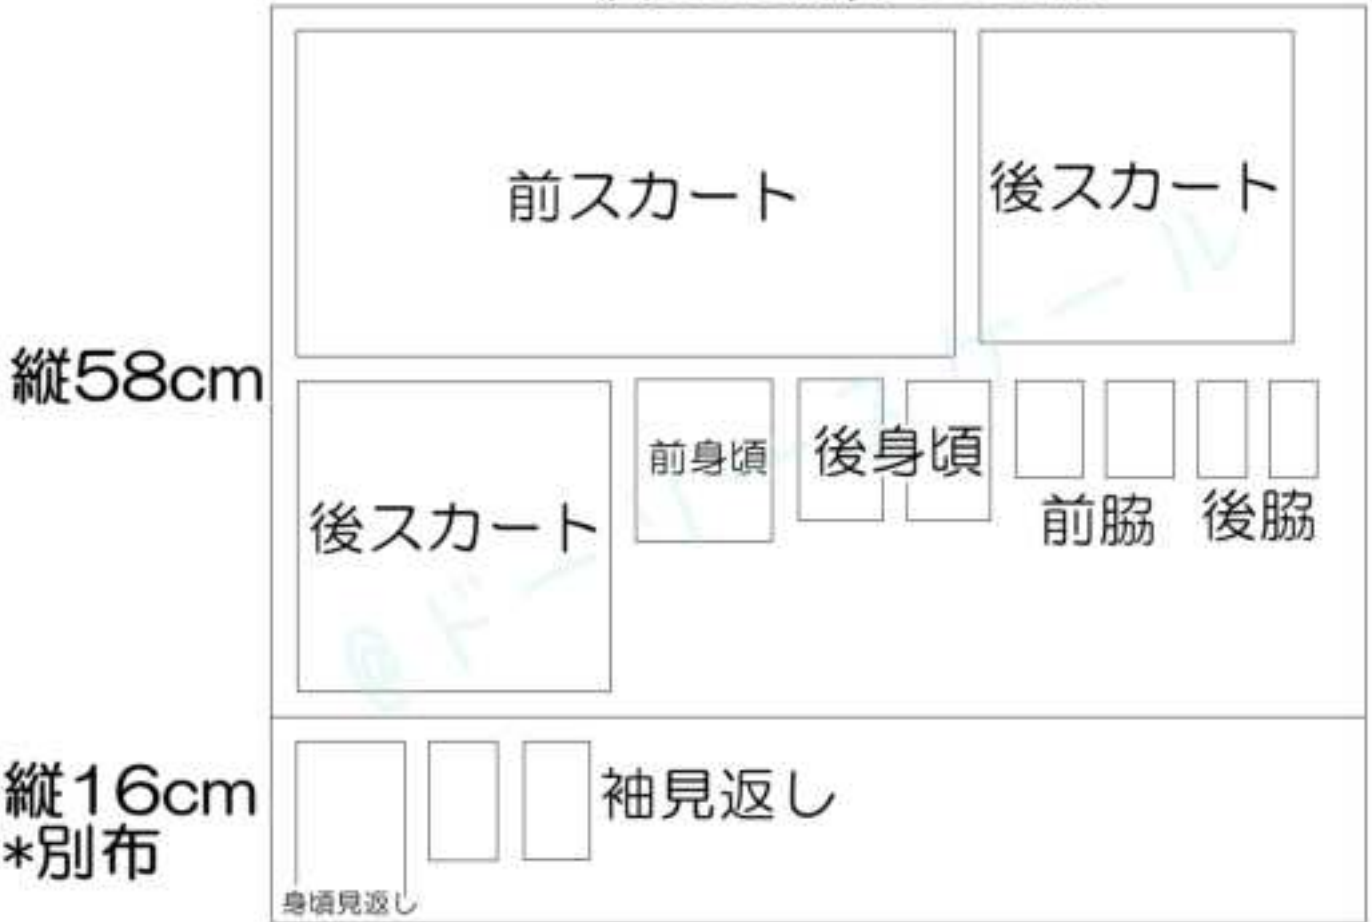 前スカート
後スカート
縦58cm
後スカート
前身頃
後身頃
前脇
後脇
縦16cm
*別布
袖見返し
身頃見返し